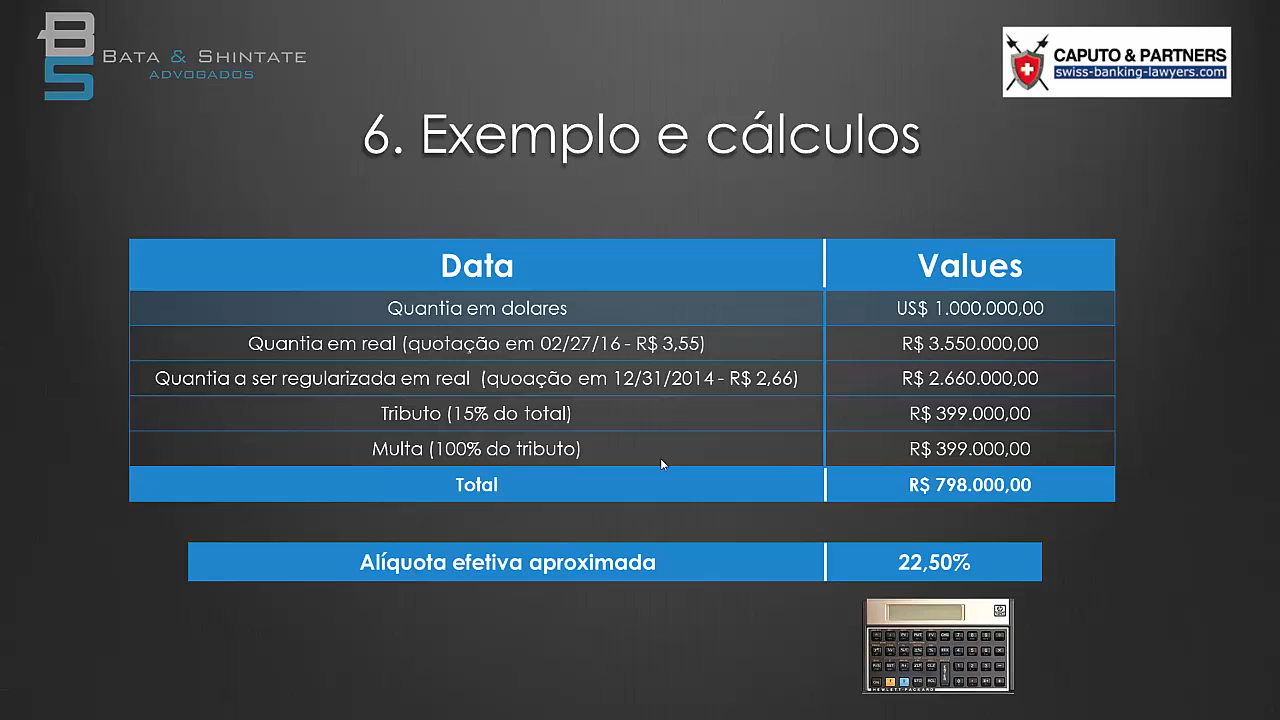 BATA & SHINTATE
ADVOGADOS
CAPUTO & PARTNERS
swiss-banking-lawyers.com
6. Exemplo e cálculos
Data Values
Quantia em dolares US$ 1.000.000,00
Quantia em real (quotação em 02/27/16 - R$ 3,55) R$ 3.550.000,00
Quantia a ser regularizada em real (quoação em 12/31/2014 - R$ 2,66) R$ 2.660.000,00
Tributo (15% do total) R$ 399.000,00
Multa (100% do tributo) R$ 399.000,00
Total R$ 798.000,00
Alíquota efetiva aproximada 22,50%
HEWLETT-PACKARD